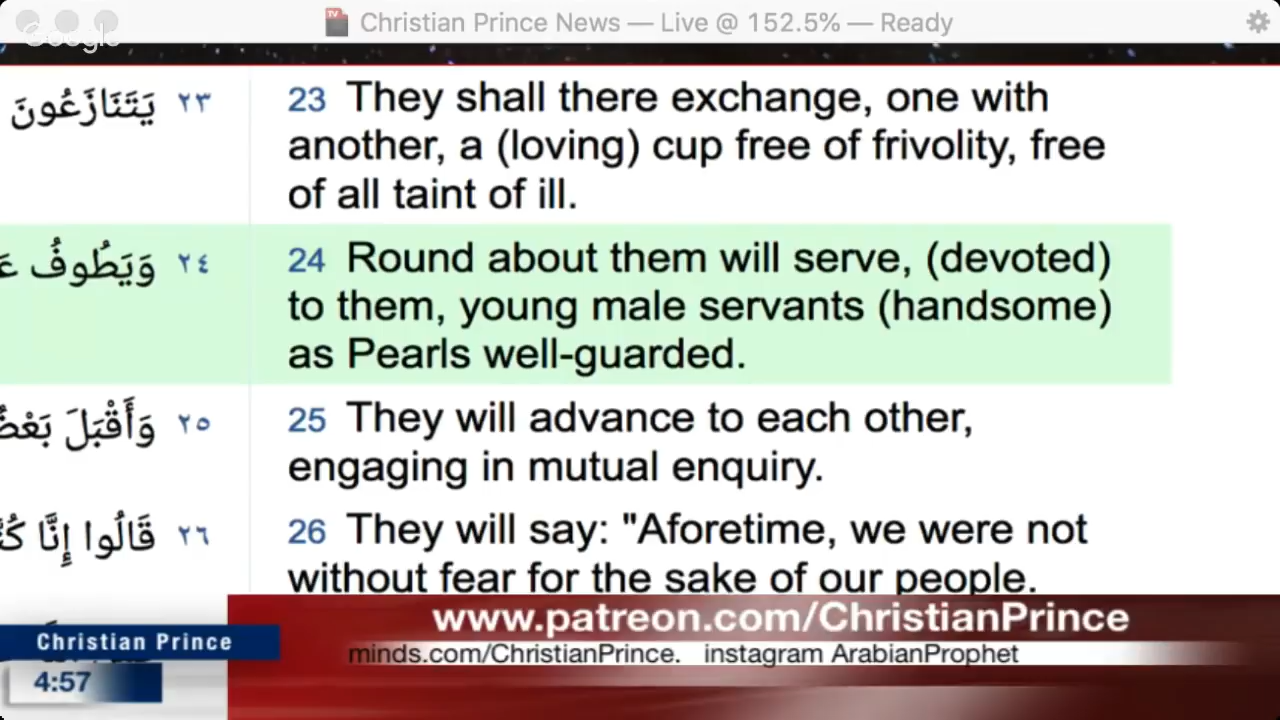 Christian Prince News — Live @ 152.5% — Ready
Google
23 They shall there exchange, one with
another, a (loving) cup free of frivolity, free
of all taint of ill.
٢٣ يَتَنَازَعُونَ
24 Round about them will serve, (devoted)
to them, young male servants (handsome)
as Pearls well-guarded.
٢٤ وَيَطُوفُ
25 They will advance to each other,
engaging in mutual enquiry.
٢٥ وَأَقْبَلَ
26 They will say: "Aforetime, we were not
without fear for the sake of our people.
٢٦ قَالُوا إِنَّا
www.patreon.com/ChristianPrince
Christian Prince
minds.com/ChristianPrince. instagram ArabianProphet
4:57